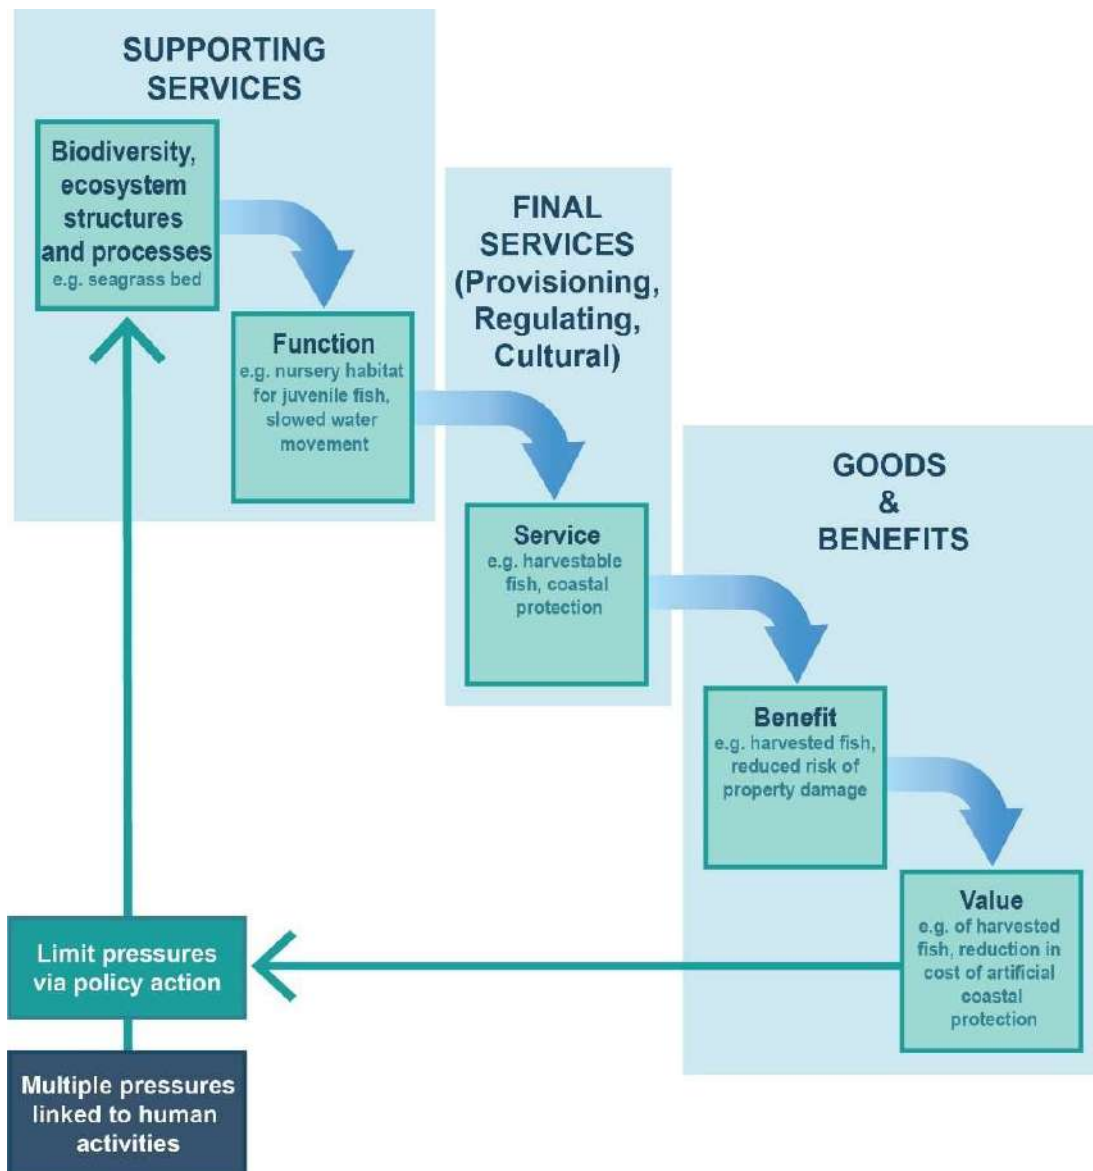 SUPPORTING
SERVICES
Biodiversity,
ecosystem
structures
and processes
e.g. seagrass bed
Function
e.g. nursery habitat
for juvenile fish,
slowed water
movement
FINAL
SERVICES
(Provisioning,
Regulating,
Cultural)
Service
e.g. harvestable
fish, coastal
protection
GOODS
&
BENEFITS
Benefit
e.g. harvested fish,
reduced risk of
property damage
Value
e.g. of harvested
fish, reduction in
cost of artificial
coastal
protection
Limit pressures
via policy action
Multiple pressures
linked to human
activities